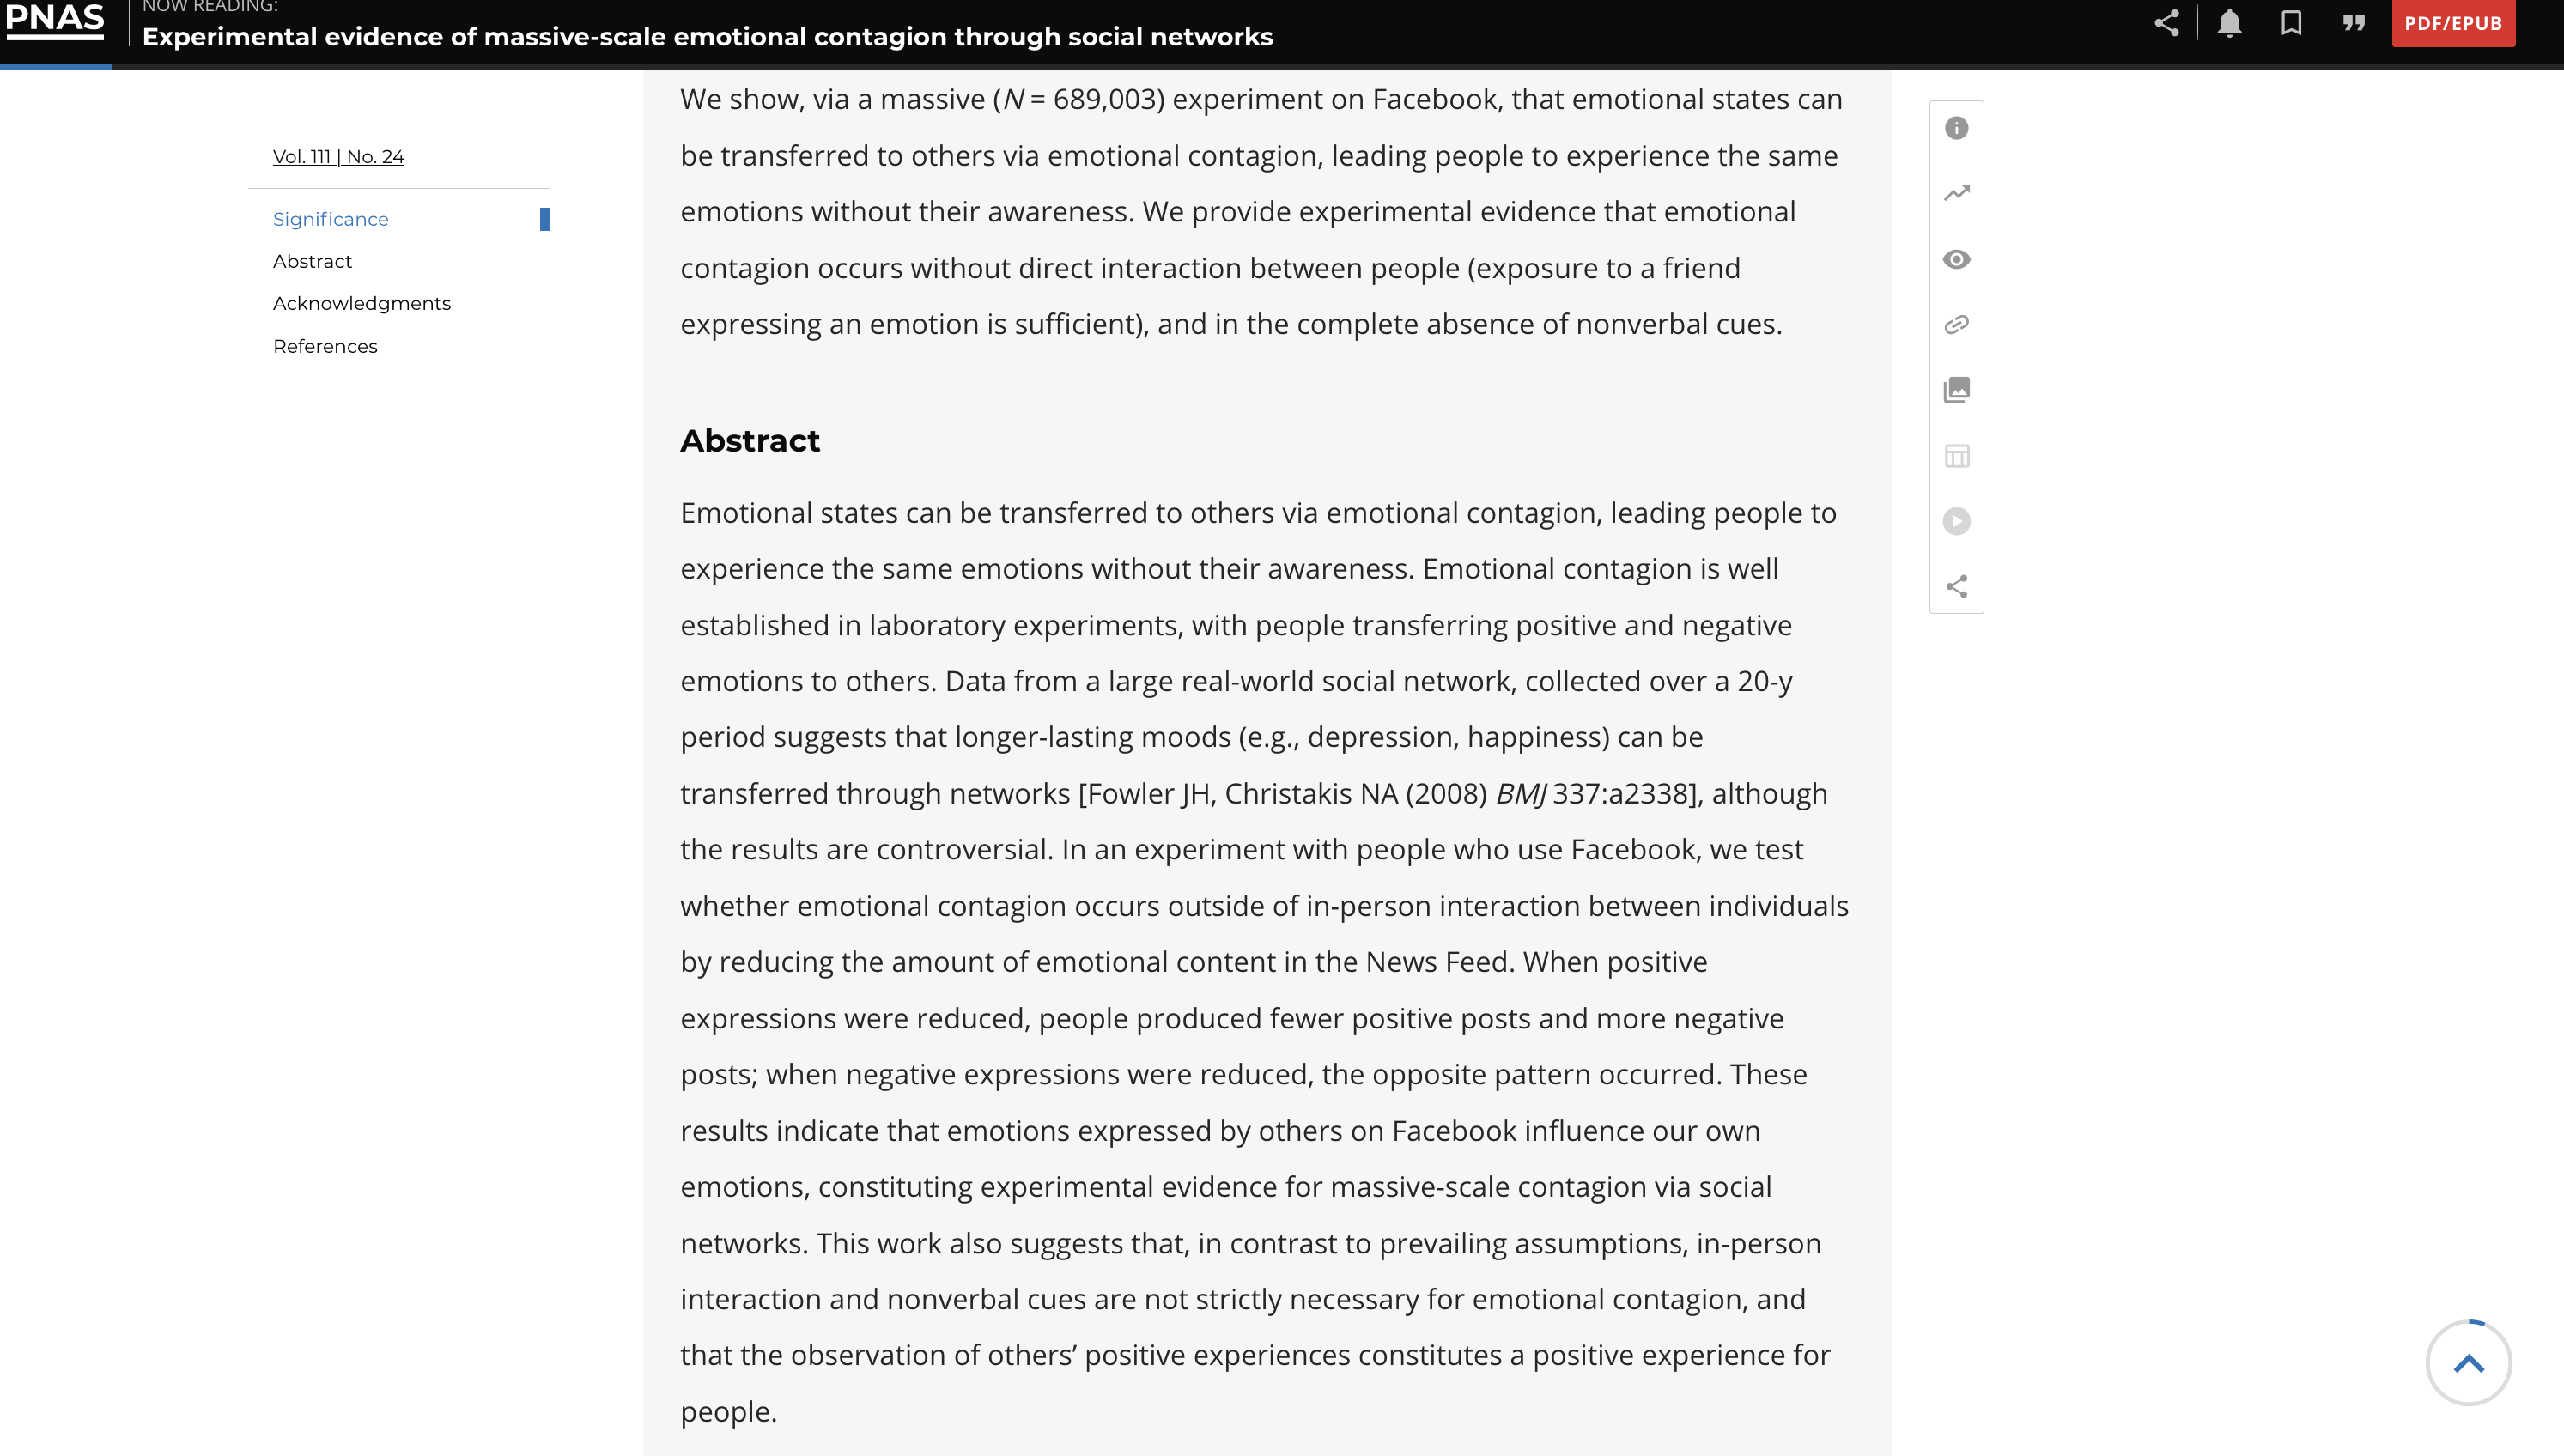 PNAS
NOW READING:
Experimental evidence of massive-scale emotional contagion through social networks
PDF/EPUB
Vol. 111 | No. 24
Significance
Abstract
Acknowledgments
References
We show, via a massive (N = 689,003) experiment on Facebook, that emotional states can
be transferred to others via emotional contagion, leading people to experience the same
emotions without their awareness. We provide experimental evidence that emotional
contagion occurs without direct interaction between people (exposure to a friend
expressing an emotion is sufficient), and in the complete absence of nonverbal cues.
Abstract
Emotional states can be transferred to others via emotional contagion, leading people to
experience the same emotions without their awareness. Emotional contagion is well
established in laboratory experiments, with people transferring positive and negative
emotions to others. Data from a large real-world social network, collected over a 20-y
period suggests that longer-lasting moods (e.g., depression, happiness) can be
transferred through networks [Fowler JH, Christakis NA (2008) BMJ 337:a2338], although
the results are controversial. In an experiment with people who use Facebook, we test
whether emotional contagion occurs outside of in-person interaction between individuals
by reducing the amount of emotional content in the News Feed. When positive
expressions were reduced, people produced fewer positive posts and more negative
posts; when negative expressions were reduced, the opposite pattern occurred. These
results indicate that emotions expressed by others on Facebook influence our own
emotions, constituting experimental evidence for massive-scale contagion via social
networks. This work also suggests that, in contrast to prevailing assumptions, in-person
interaction and nonverbal cues are not strictly necessary for emotional contagion, and
that the observation of others’ positive experiences constitutes a positive experience for
people.